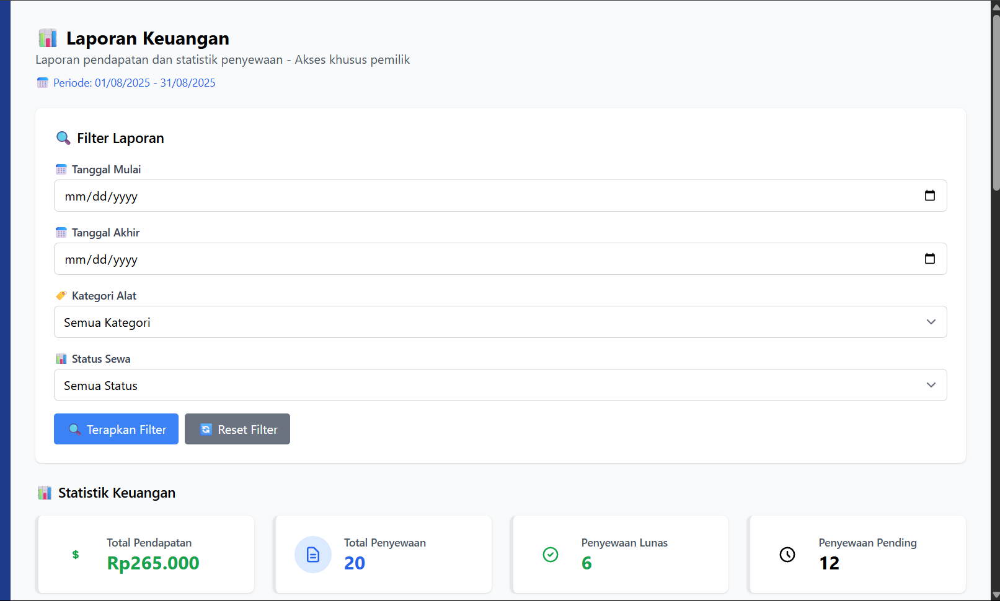 Laporan Keuangan
Laporan pendapatan dan statistik penyewaan - Akses khusus pemilik
Periode: 01/08/2025 - 31/08/2025
Filter Laporan
Tanggal Mulai
mm/dd/yyyy
Tanggal Akhir
mm/dd/yyyy
Kategori Alat
Semua Kategori
Status Sewa
Semua Status
Terapkan Filter
Reset Filter
Statistik Keuangan
$
Total Pendapatan
Rp265.000
Total Penyewaan
20
Penyewaan Lunas
6
Penyewaan Pending
12